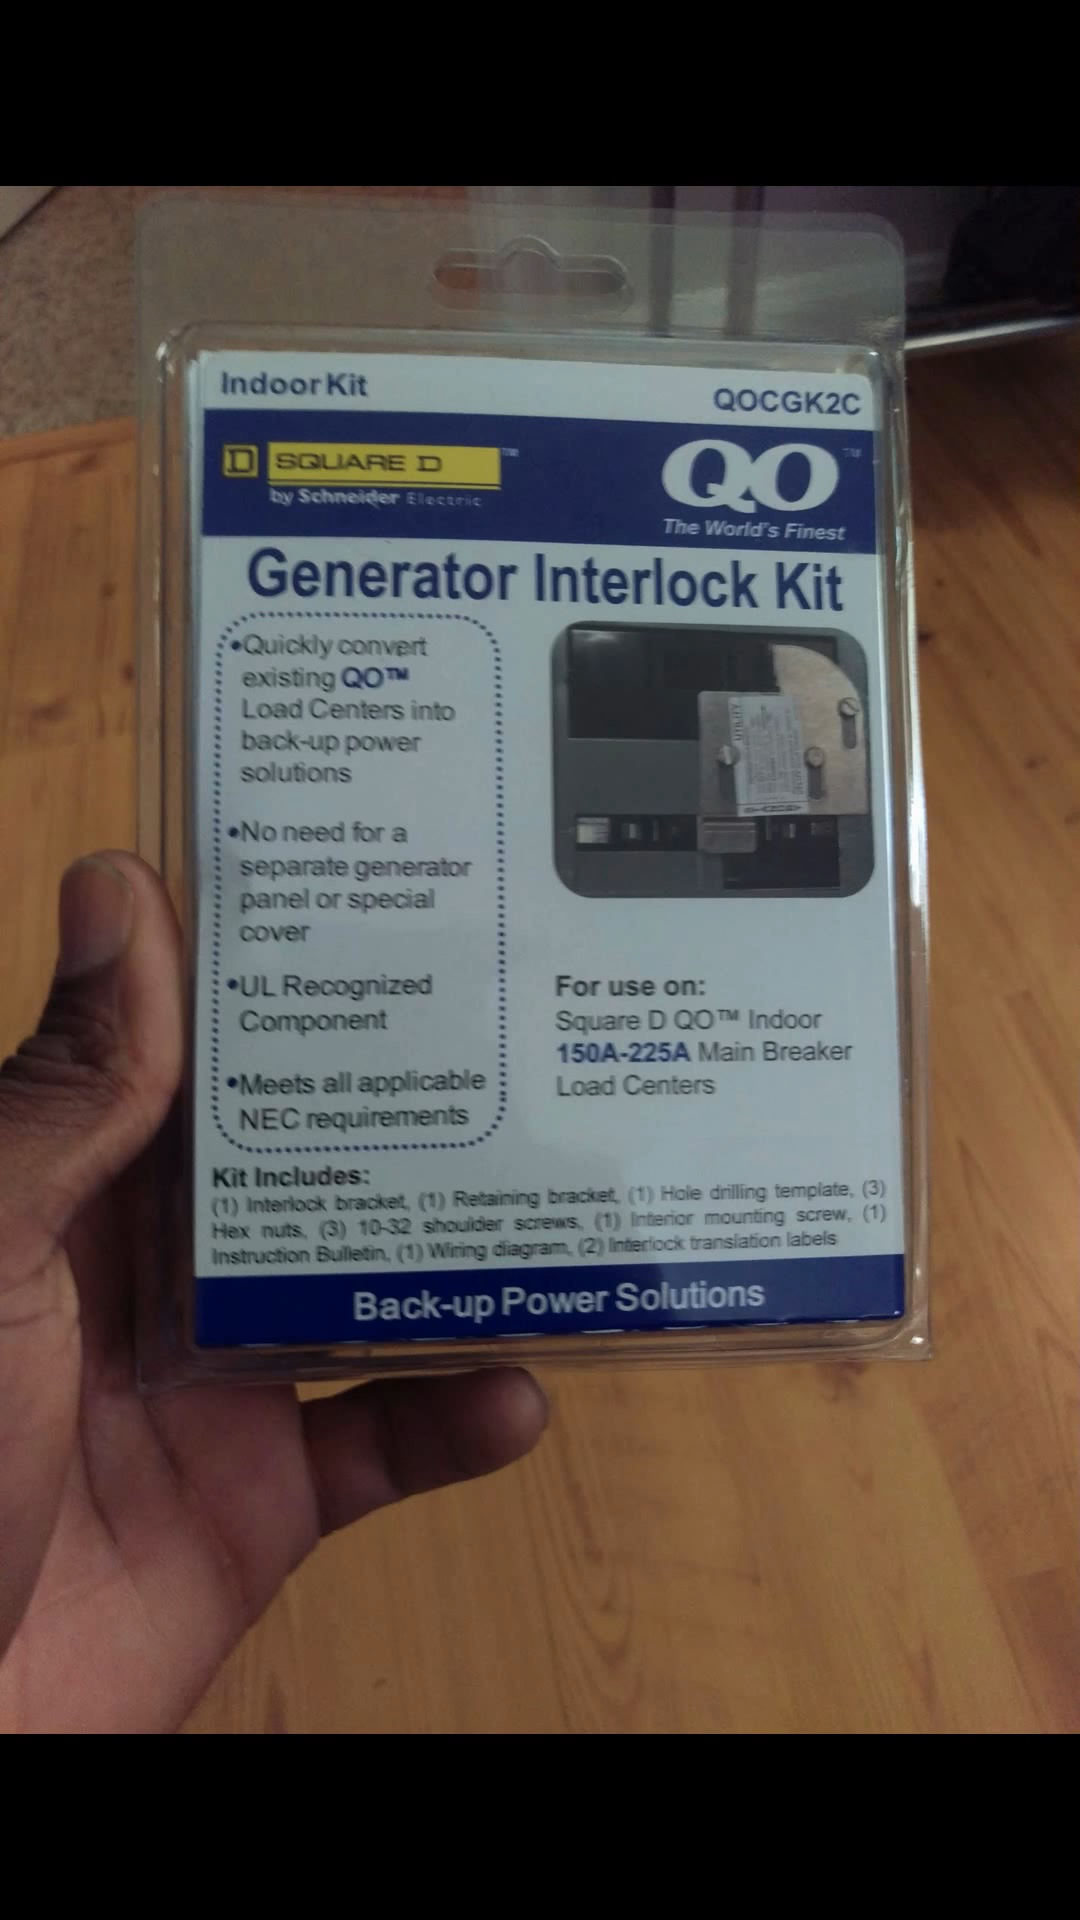 Indoor Kit
QOCGK2C
D SQUARE D™
by Schneider Electric
QO™
The World's Finest
Generator Interlock Kit
•Quickly convert
existing QO™
Load Centers into
back-up power
solutions
•No need for a
separate generator
panel or special
cover
•UL Recognized
Component
•Meets all applicable
NEC requirements
UTILITY
For use on:
Square D QO™ Indoor
150A-225A Main Breaker
Load Centers
Kit Includes:
(1) Interlock bracket, (1) Retaining bracket, (1) Hole drilling template, (3)
Hex nuts, (3) 10-32 shoulder screws, (1) Interior mounting screw, (1)
Instruction Bulletin, (1) Wiring diagram, (2) Interlock translation labels
Back-up Power Solutions